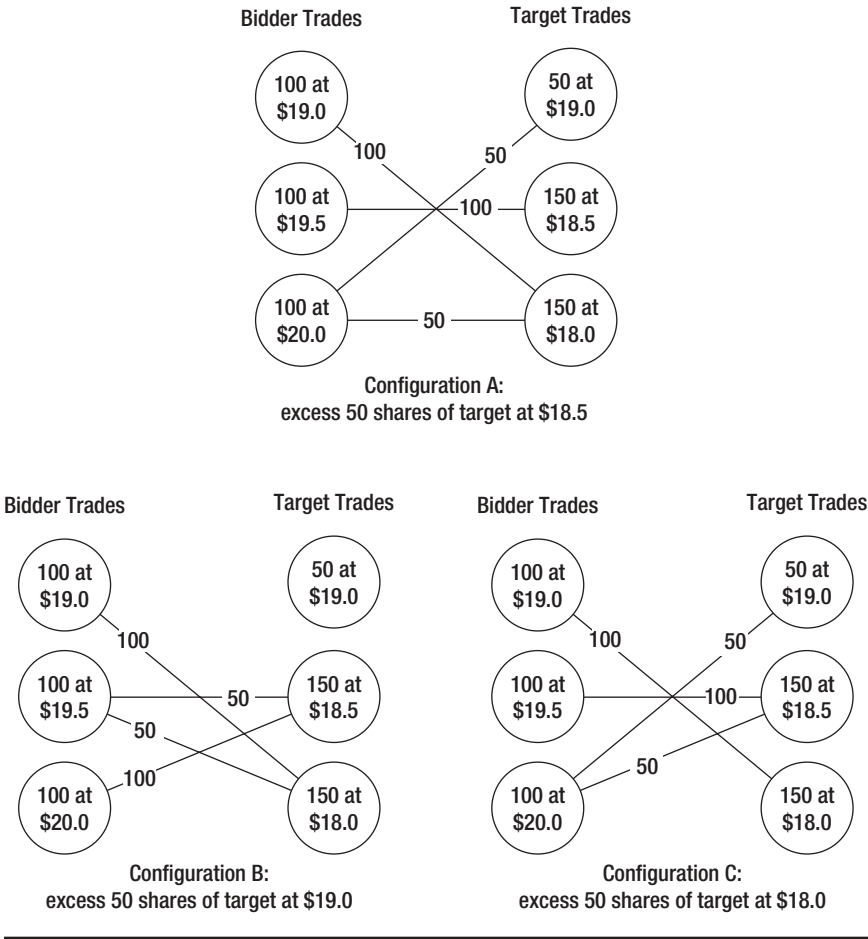 Bidder Trades
Target Trades
100 at
$19.0
50 at
$19.0
100
50
100 at
$19.5
100
150 at
$18.5
100 at
$20.0
50
150 at
$18.0
Configuration A:
excess 50 shares of target at $18.5
Bidder Trades
Target Trades
100 at
$19.0
50 at
$19.0
100
100 at
$19.5
50
150 at
$18.5
50
100
100 at
$20.0
150 at
$18.0
Configuration B:
excess 50 shares of target at $19.0
Bidder Trades
Target Trades
100 at
$19.0
50 at
$19.0
100
50
100 at
$19.5
100
150 at
$18.5
50
100 at
$20.0
150 at
$18.0
Configuration C:
excess 50 shares of target at $18.0